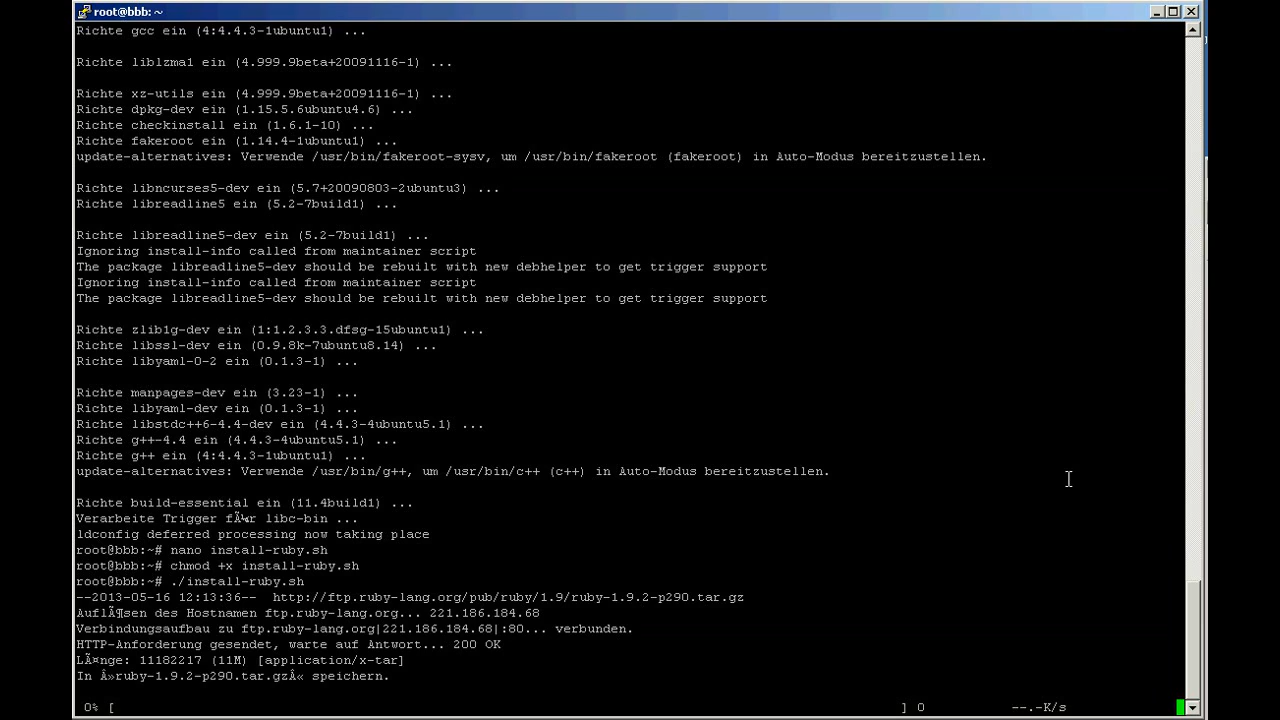 root@bbb: ~
Richte gcc ein (4:4.4.3-1ubuntu1) ...
Richte liblzma1 ein (4.999.9beta+20091116-1) ...
Richte xz-utils ein (4.999.9beta+20091116-1) ...
Richte dpkg-dev ein (1.15.5.6ubuntu4.6) ...
Richte checkinstall ein (1.6.1-10) ...
Richte fakeroot ein (1.14.4-1ubuntu1) ...
update-alternatives: Verwende /usr/bin/fakeroot-sysv, um /usr/bin/fakeroot (fakeroot) in Auto-Modus bereitzustellen.
Richte libncurses5-dev ein (5.7+20090803-2ubuntu3) ...
Richte libreadline5 ein (5.2-7build1) ...
Richte libreadline5-dev ein (5.2-7build1) ...
Ignoring install-info called from maintainer script
The package libreadline5-dev should be rebuilt with new debhelper to get trigger support
Ignoring install-info called from maintainer script
The package libreadline5-dev should be rebuilt with new debhelper to get trigger support
Richte zlib1g-dev ein (1:1.2.3.3.dfsg-15ubuntu1) ...
Richte libssl-dev ein (0.9.8k-7ubuntu8.14) ...
Richte libyaml-0-2 ein (0.1.3-1) ...
Richte manpages-dev ein (3.23-1) ...
Richte libyaml-dev ein (0.1.3-1) ...
Richte libstdc++6-4.4-dev ein (4.4.3-4ubuntu5.1) ...
Richte g++-4.4 ein (4.4.3-4ubuntu5.1) ...
Richte g++ ein (4:4.4.3-1ubuntu1) ...
update-alternatives: Verwende /usr/bin/g++, um /usr/bin/c++ (c++) in Auto-Modus bereitzustellen.
Richte build-essential ein (11.4build1) ...
Verarbeite Trigger fÃ¼r libc-bin ...
ldconfig deferred processing now taking place
root@bbb:~# nano install-ruby.sh
root@bbb:~# chmod +x install-ruby.sh
root@bbb:~# ./install-ruby.sh
--2013-05-16 12:13:36--  http://ftp.ruby-lang.org/pub/ruby/1.9/ruby-1.9.2-p290.tar.gz
AuflÃ¶sen des Hostnamen ftp.ruby-lang.org... 221.186.184.68
Verbindungsaufbau zu ftp.ruby-lang.org|221.186.184.68|:80... verbunden.
HTTP-Anforderung gesendet, warte auf Antwort... 200 OK
LÃ¤nge: 11182217 (11M) [application/x-tar]
In Â»ruby-1.9.2-p290.tar.gzÂ« speichern.
0% [ ] 0 --.-K/s